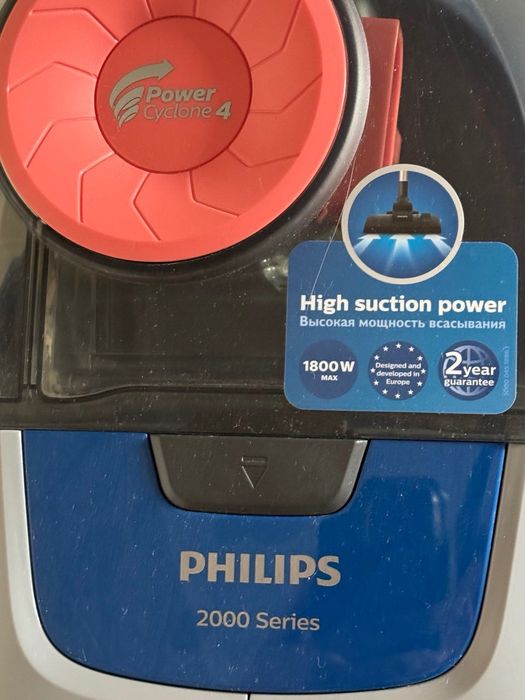 Power
Cyclone 4
High suction power
Высокая мощность всасывания
1800 W
MAX
Designed and
developed in
Europe
2 year
guarantee
PHILIPS
2000 Series